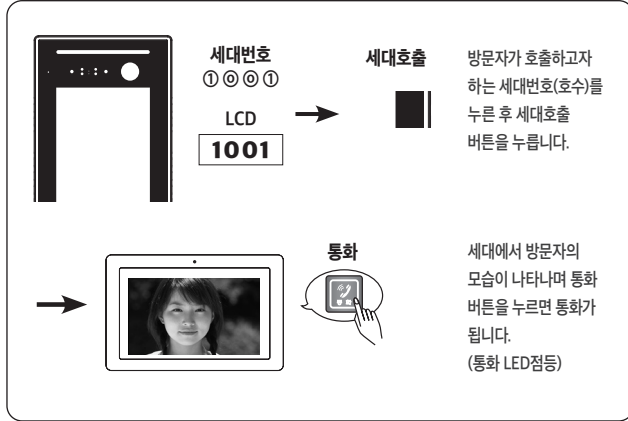 세대번호
①⓪⓪①
LCD
1001
세대호출
방문자가 호출하고자
하는 세대번호(호수)를
누른 후 세대호출
버튼을 누릅니다.
통화
통 화
세대에서 방문자의
모습이 나타나며 통화
버튼을 누르면 통화가
됩니다.
(통화 LED점등)